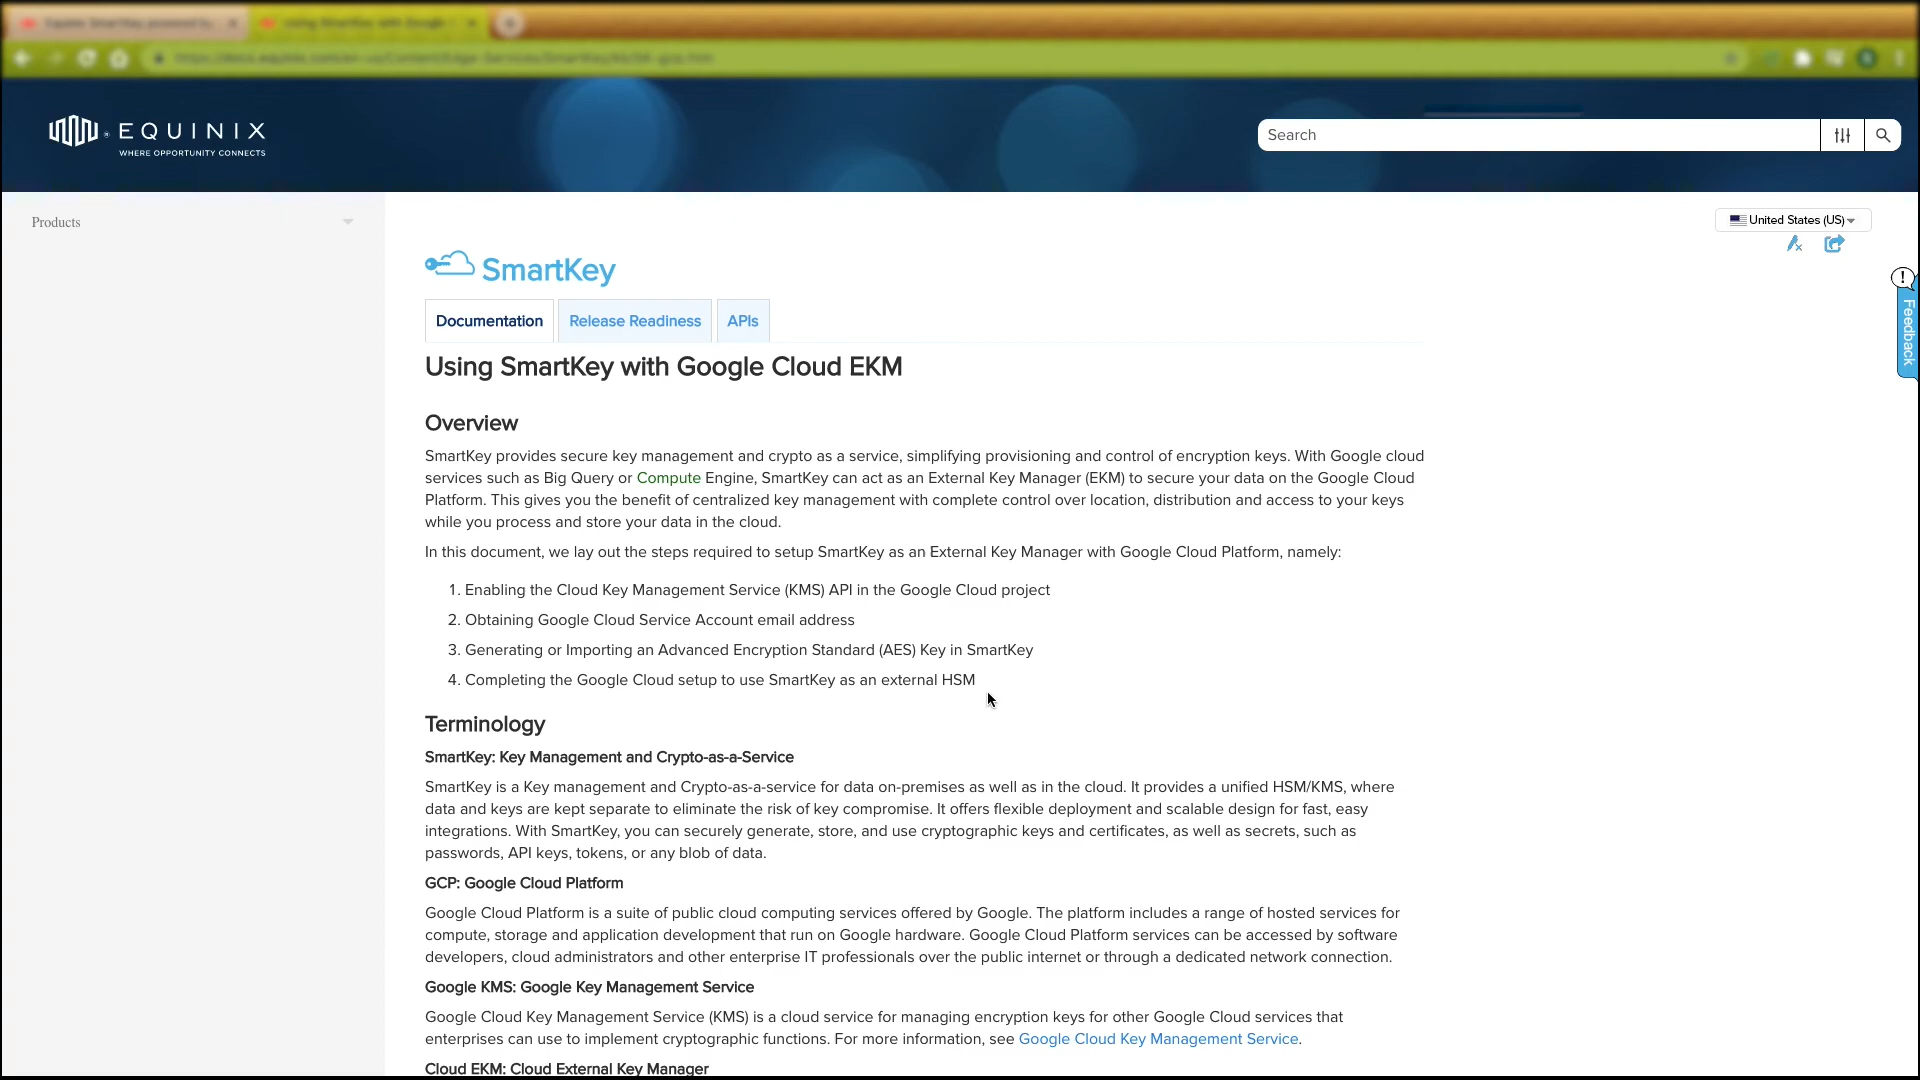 EQUINIX
WHERE OPPORTUNITY CONNECTS
Search
Products
United States (US)
Feedback
SmartKey
Documentation Release Readiness APIs
Using SmartKey with Google Cloud EKM
Overview
SmartKey provides secure key management and crypto as a service, simplifying provisioning and control of encryption keys. With Google cloud
services such as Big Query or Compute Engine, SmartKey can act as an External Key Manager (EKM) to secure your data on the Google Cloud
Platform. This gives you the benefit of centralized key management with complete control over location, distribution and access to your keys
while you process and store your data in the cloud.
In this document, we lay out the steps required to setup SmartKey as an External Key Manager with Google Cloud Platform, namely:
1. Enabling the Cloud Key Management Service (KMS) API in the Google Cloud project
2. Obtaining Google Cloud Service Account email address
3. Generating or Importing an Advanced Encryption Standard (AES) Key in SmartKey
4. Completing the Google Cloud setup to use SmartKey as an external HSM
Terminology
SmartKey: Key Management and Crypto-as-a-Service
SmartKey is a Key management and Crypto-as-a-service for data on-premises as well as in the cloud. It provides a unified HSM/KMS, where
data and keys are kept separate to eliminate the risk of key compromise. It offers flexible deployment and scalable design for fast, easy
integrations. With SmartKey, you can securely generate, store, and use cryptographic keys and certificates, as well as secrets, such as
passwords, API keys, tokens, or any blob of data.
GCP: Google Cloud Platform
Google Cloud Platform is a suite of public cloud computing services offered by Google. The platform includes a range of hosted services for
compute, storage and application development that run on Google hardware. Google Cloud Platform services can be accessed by software
developers, cloud administrators and other enterprise IT professionals over the public internet or through a dedicated network connection.
Google KMS: Google Key Management Service
Google Cloud Key Management Service (KMS) is a cloud service for managing encryption keys for other Google Cloud services that
enterprises can use to implement cryptographic functions. For more information, see Google Cloud Key Management Service.
Cloud EKM: Cloud External Key Manager